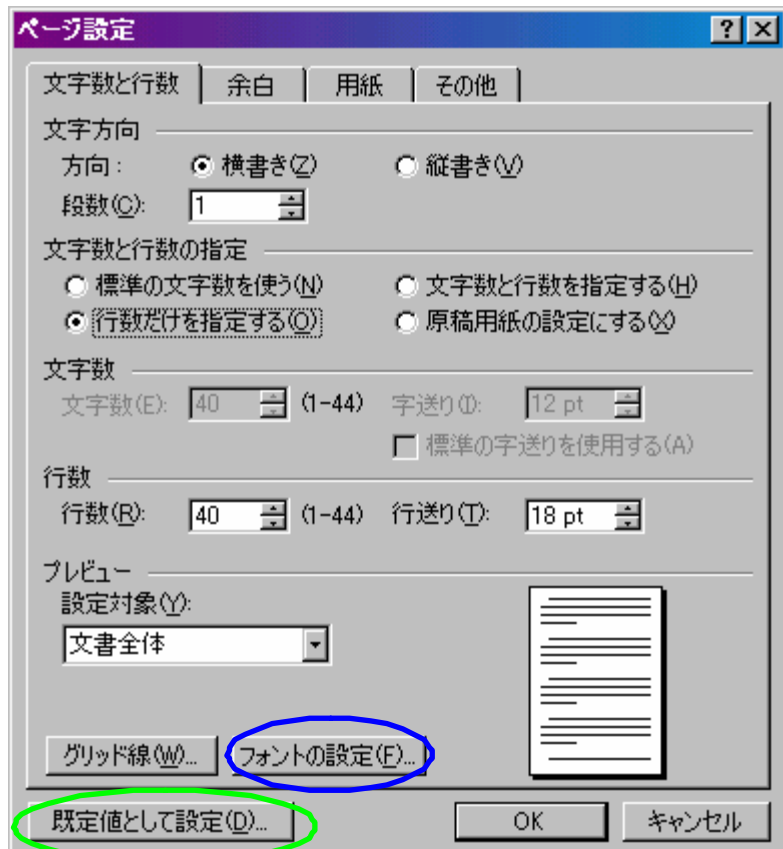 ページ設定
文字数と行数 余白 用紙 その他
文字方向
方向: 横書き(Z) 縦書き(V)
段数(C): 1
文字数と行数の指定
標準の文字数を使う(N) 文字数と行数を指定する(H)
行数だけを指定する(O) 原稿用紙の設定にする(X)
文字数
文字数(E): 40 (1-44) 字送り(I): 12 pt
標準の字送りを使用する(A)
行数
行数(R): 40 (1-44) 行送り(T): 18 pt
プレビュー
設定対象(Y):
文書全体
グリッド線(W)... フォントの設定(F)...
既定値として設定(D)... OK キャンセル